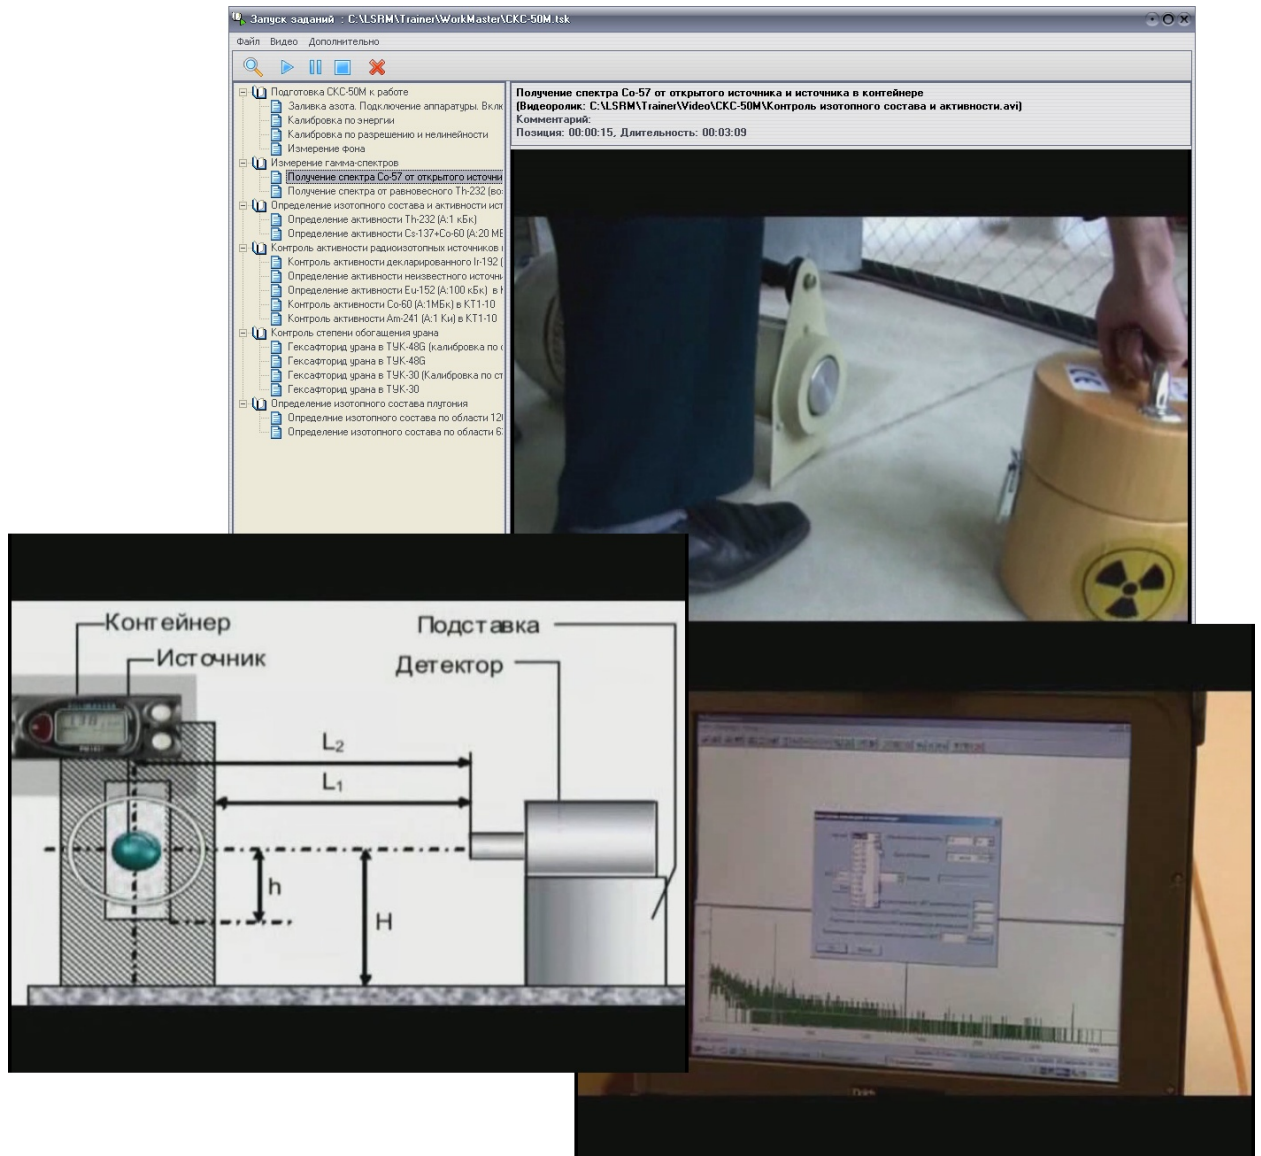 Запуск заданий : C:\LSRM\Trainer\WorkMaster\СКС-50М.tsk
Файл Видео Дополнительно
Подготовка СКС-50М к работе
Заливка азота. Подключение аппаратуры. Вклю
Калибровка по энергии
Калибровка по разрешению и нелинейности
Измерение фона
Измерение гамма-спектров
Получение спектра Co-57 от открытого источни
Получение спектра от равновесного Th-232 (во
Определение изотопного состава и активности ист
Определение активности Th-232 (A:1 кБк)
Определение активности Cs-137+Co-60 (A:20 МБ
Контроль активности радиоизотопных источников
Контроль активности декларированного Ir-192 (
Определение активности неизвестного источни
Определение активности Eu-152 (A:100 кБк) в
Контроль активности Co-60 (A:1МБк) в КТ1-10
Контроль активности Am-241 (A:1 Ки) в КТ1-10
Контроль степени обогащения урана
Гексафторид урана в ТУК-48G (калибровка по
Гексафторид урана в ТУК-48G
Гексафторид урана в ТУК-30 (Калибровка по ст
Гексафторид урана в ТУК-30
Определение изотопного состава плутония
Определние изотопного состава по области 12
Определение изотопного состава по области 6
Получение спектра Co-57 от открытого источника и источника в контейнере
(Видеоролик: C:\LSRM\Trainer\Video\СКС-50М\Контроль изотопного состава и активности.avi)
Комментарий:
Позиция: 00:00:15, Длительность: 00:03:09
CE
Контейнер
Источник
Подставка
Детектор
L2
L1
h
H